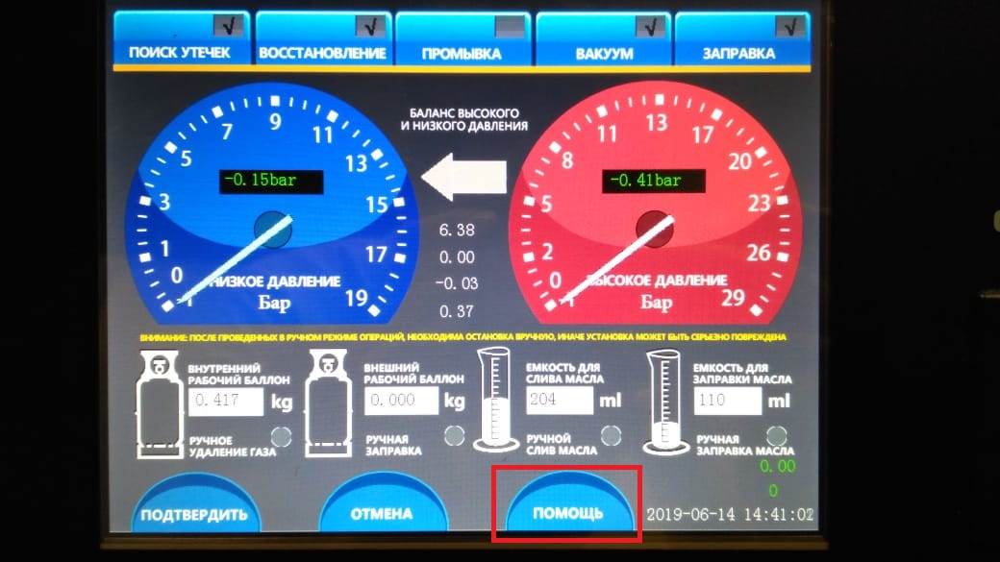 ПОИСК УТЕЧЕК
ВОССТАНОВЛЕНИЕ
ПРОМЫВКА
ВАКУУМ
ЗАПРАВКА
БАЛАНС ВЫСОКОГО
И НИЗКОГО ДАВЛЕНИЯ
0
1
3
5
7
9
11
13
15
17
19
-0.15bar
НИЗКОЕ ДАВЛЕНИЕ
Бар
6.38
0.00
-0.03
0.37
0
2
5
8
11
13
17
20
23
26
29
-0.41bar
ВЫСОКОЕ ДАВЛЕНИЕ
Бар
ВНИМАНИЕ: ПОСЛЕ ПРОВЕДЕННЫХ В РУЧНОМ РЕЖИМЕ ОПЕРАЦИЙ, НЕОБХОДИМА ОСТАНОВКА ВРУЧНУЮ, ИНАЧЕ УСТАНОВКА МОЖЕТ БЫТЬ СЕРЬЕЗНО ПОВРЕЖДЕНА
ВНУТРЕННИЙ
РАБОЧИЙ БАЛЛОН
0.417 kg
РУЧНОЕ
УДАЛЕНИЕ ГАЗА
ВНЕШНИЙ
РАБОЧИЙ БАЛЛОН
0.000 kg
РУЧНАЯ
ЗАПРАВКА
ЕМКОСТЬ ДЛЯ
СЛИВА МАСЛА
204 ml
РУЧНОЙ
СЛИВ МАСЛА
ЕМКОСТЬ ДЛЯ
ЗАПРАВКИ МАСЛА
110 ml
РУЧНАЯ
ЗАПРАВКА МАСЛА
0.00
0
ПОДТВЕРДИТЬ
ОТМЕНА
ПОМОЩЬ
2019-06-14 14:41:02